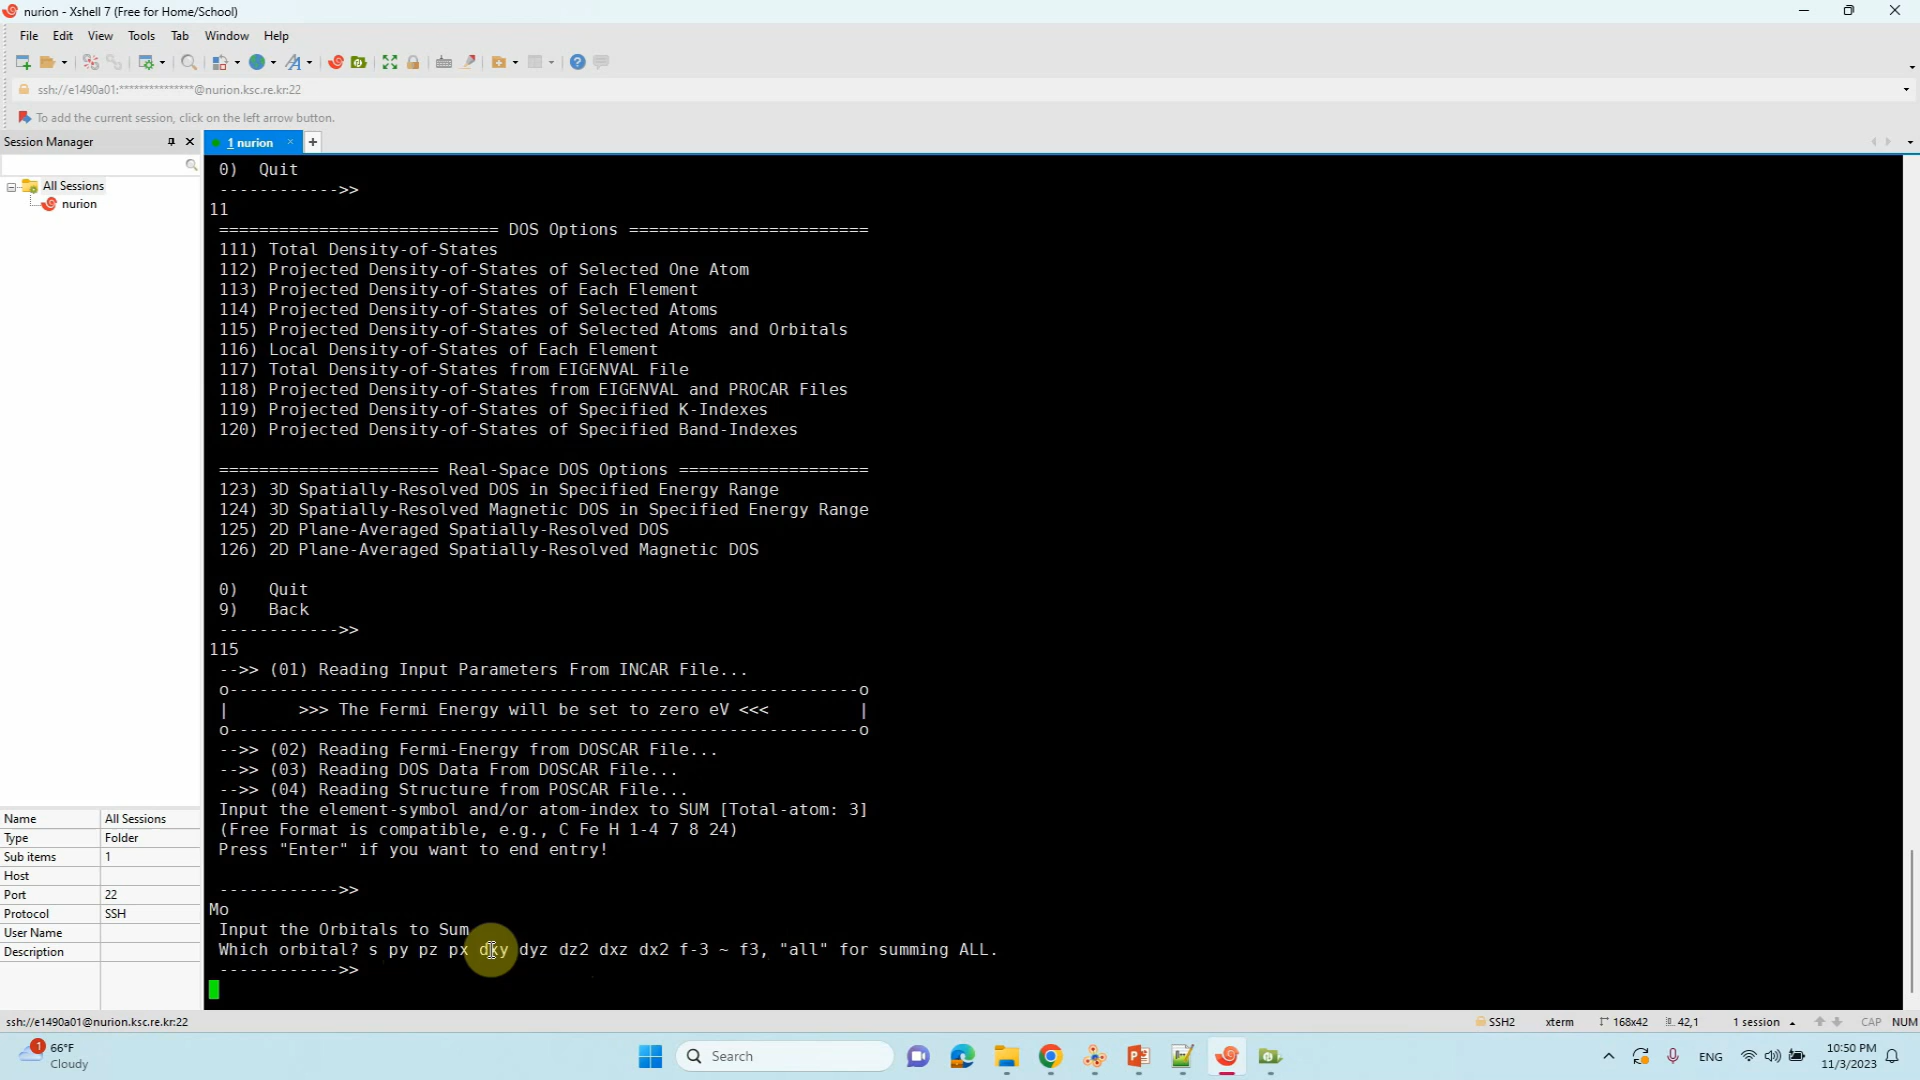 nurion - Xshell 7 (Free for Home/School)
File Edit View Tools Tab Window Help
ssh://e1490a01:***************@nurion.ksc.re.kr:22
To add the current session, click on the left arrow button.
Session Manager
1 nurion
All Sessions
nurion
0)  Quit
------------>>
11
============================ DOS Options ========================
111) Total Density-of-States
112) Projected Density-of-States of Selected One Atom
113) Projected Density-of-States of Each Element
114) Projected Density-of-States of Selected Atoms
115) Projected Density-of-States of Selected Atoms and Orbitals
116) Local Density-of-States of Each Element
117) Total Density-of-States from EIGENVAL File
118) Projected Density-of-States from EIGENVAL and PROCAR Files
119) Projected Density-of-States of Specified K-Indexes
120) Projected Density-of-States of Specified Band-Indexes
====================== Real-Space DOS Options ===================
123) 3D Spatially-Resolved DOS in Specified Energy Range
124) 3D Spatially-Resolved Magnetic DOS in Specified Energy Range
125) 2D Plane-Averaged Spatially-Resolved DOS
126) 2D Plane-Averaged Spatially-Resolved Magnetic DOS
0)   Quit
9)   Back
------------>>
115
-->> (01) Reading Input Parameters From INCAR File...
o---------------------------------------------------------------o
|       >>> The Fermi Energy will be set to zero eV <<<         |
o---------------------------------------------------------------o
-->> (02) Reading Fermi-Energy from DOSCAR File...
-->> (03) Reading DOS Data From DOSCAR File...
-->> (04) Reading Structure from POSCAR File...
Input the element-symbol and/or atom-index to SUM [Total-atom: 3]
(Free Format is compatible, e.g., C Fe H 1-4 7 8 24)
Press "Enter" if you want to end entry!
------------>>
Mo
Input the Orbitals to Sum
Which orbital? s py pz px dxy dyz dz2 dxz dx2 f-3 ~ f3, "all" for summing ALL.
------------>>
Name All Sessions
Type Folder
Sub items 1
Host
Port 22
Protocol SSH
User Name
Description
ssh://e1490a01@nurion.ksc.re.kr:22
SSH2 xterm 168x42 42,1 1 session CAP NUM
1
66°F
Cloudy
Search
ENG
10:50 PM
11/3/2023